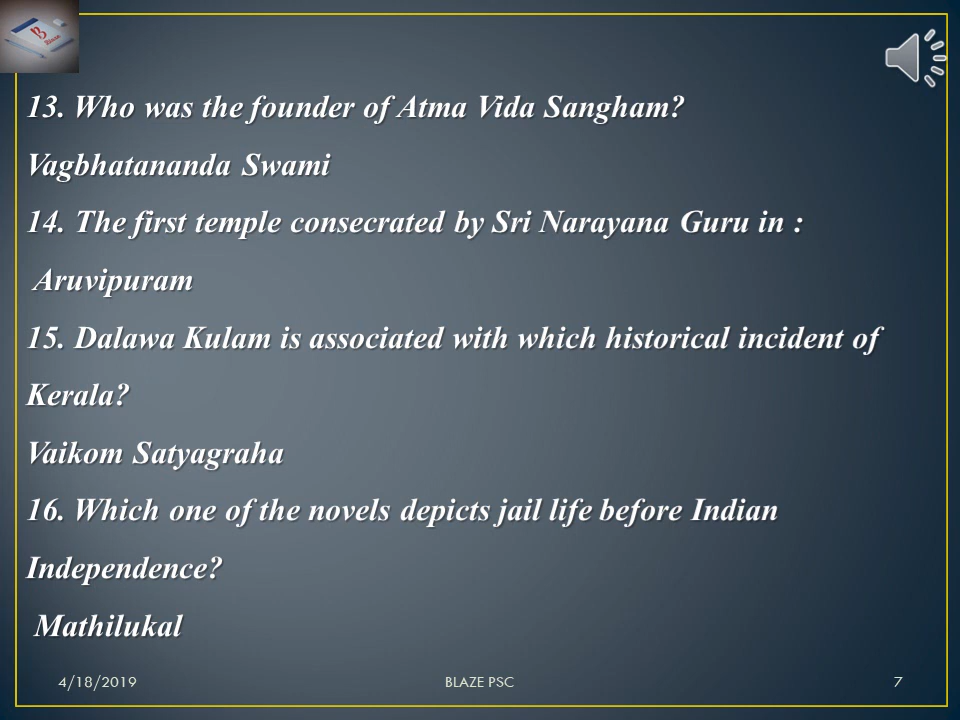 B
Blaze
13. Who was the founder of Atma Vida Sangham?
Vagbhatananda Swami
14. The first temple consecrated by Sri Narayana Guru in :
Aruvipuram
15. Dalawa Kulam is associated with which historical incident of
Kerala?
Vaikom Satyagraha
16. Which one of the novels depicts jail life before Indian
Independence?
Mathilukal
4/18/2019 BLAZE PSC 7